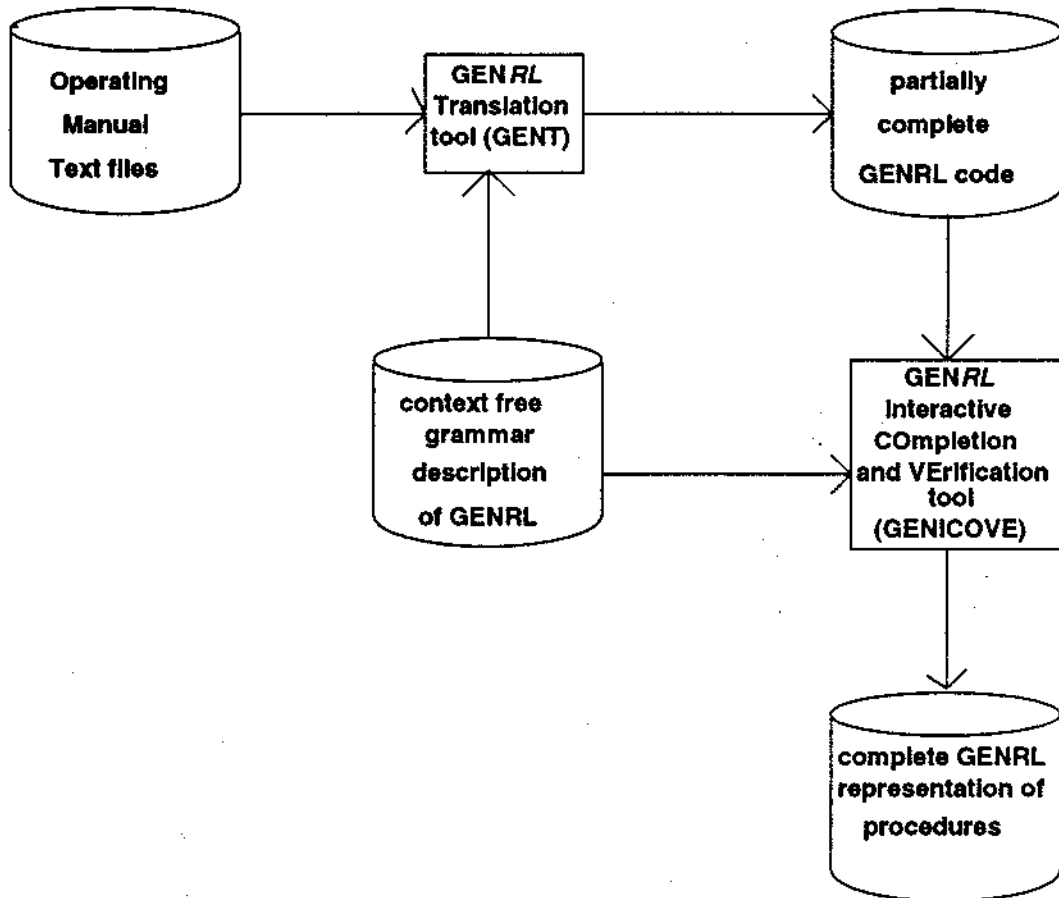 Operating
Manual
Text files
GENRL
Translation
tool (GENT)
partially
complete
GENRL code
context free
grammar
description
of GENRL
GENRL
Interactive
COmpletion
and VErification
tool
(GENICOVE)
complete GENRL
representation of
procedures